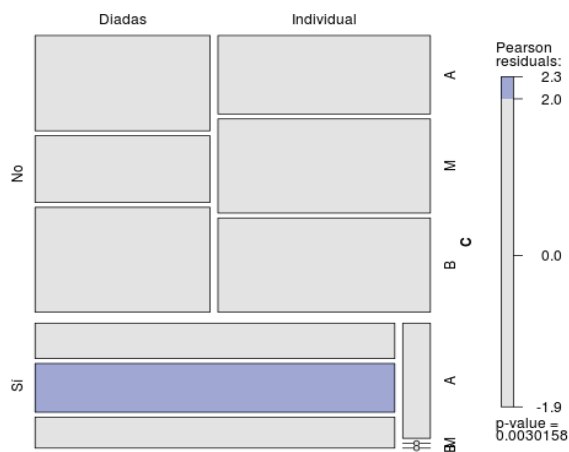 Diadas
Individual
Pearson
residuals:
2.3
2.0
0.0
-1.9
p-value =
0.0030158
No
A
M
B
C
Sí
A
M
B